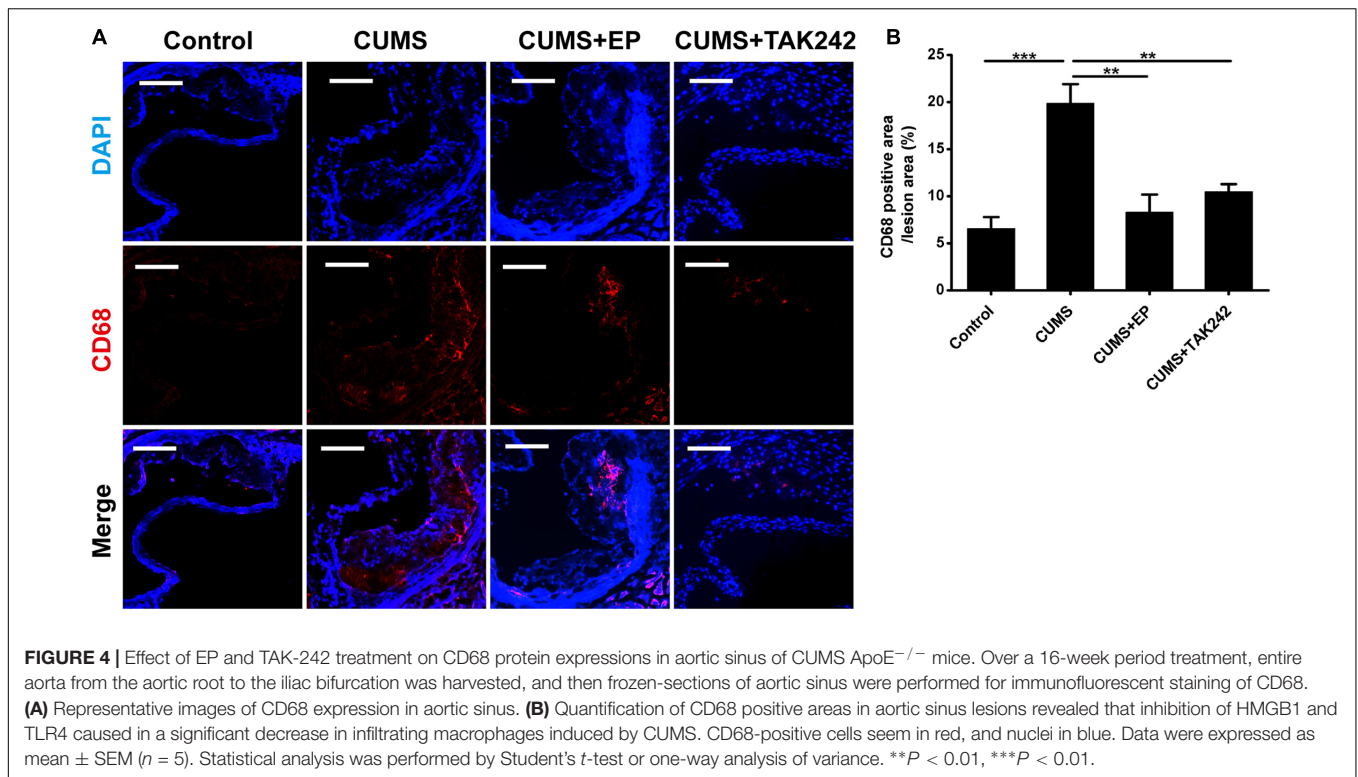 A
Control CUMS CUMS+EP CUMS+TAK242
DAPI
CD68
Merge
B
CD68 positive area
/lesion area (%)
25
20
15
10
5
0
***
**
**
Control
CUMS
CUMS+EP
CUMS+TAK242
FIGURE 4 | Effect of EP and TAK-242 treatment on CD68 protein expressions in aortic sinus of CUMS ApoE−/− mice. Over a 16-week period treatment, entire
aorta from the aortic root to the iliac bifurcation was harvested, and then frozen-sections of aortic sinus were performed for immunofluorescent staining of CD68.
(A) Representative images of CD68 expression in aortic sinus. (B) Quantification of CD68 positive areas in aortic sinus lesions revealed that inhibition of HMGB1 and
TLR4 caused in a significant decrease in infiltrating macrophages induced by CUMS. CD68-positive cells seem in red, and nuclei in blue. Data were expressed as
mean ± SEM (n = 5). Statistical analysis was performed by Student's t-test or one-way analysis of variance. **P < 0.01, ***P < 0.01.